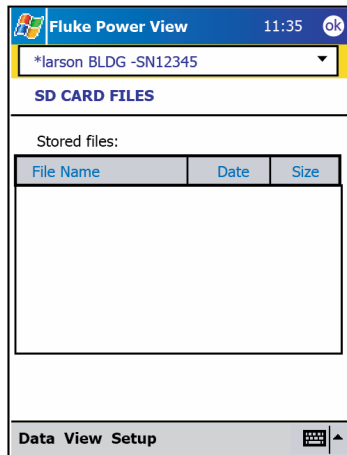 Fluke Power View 11:35 ok
*larson BLDG -SN12345
SD CARD FILES
Stored files:
File Name Date Size
Data View Setup